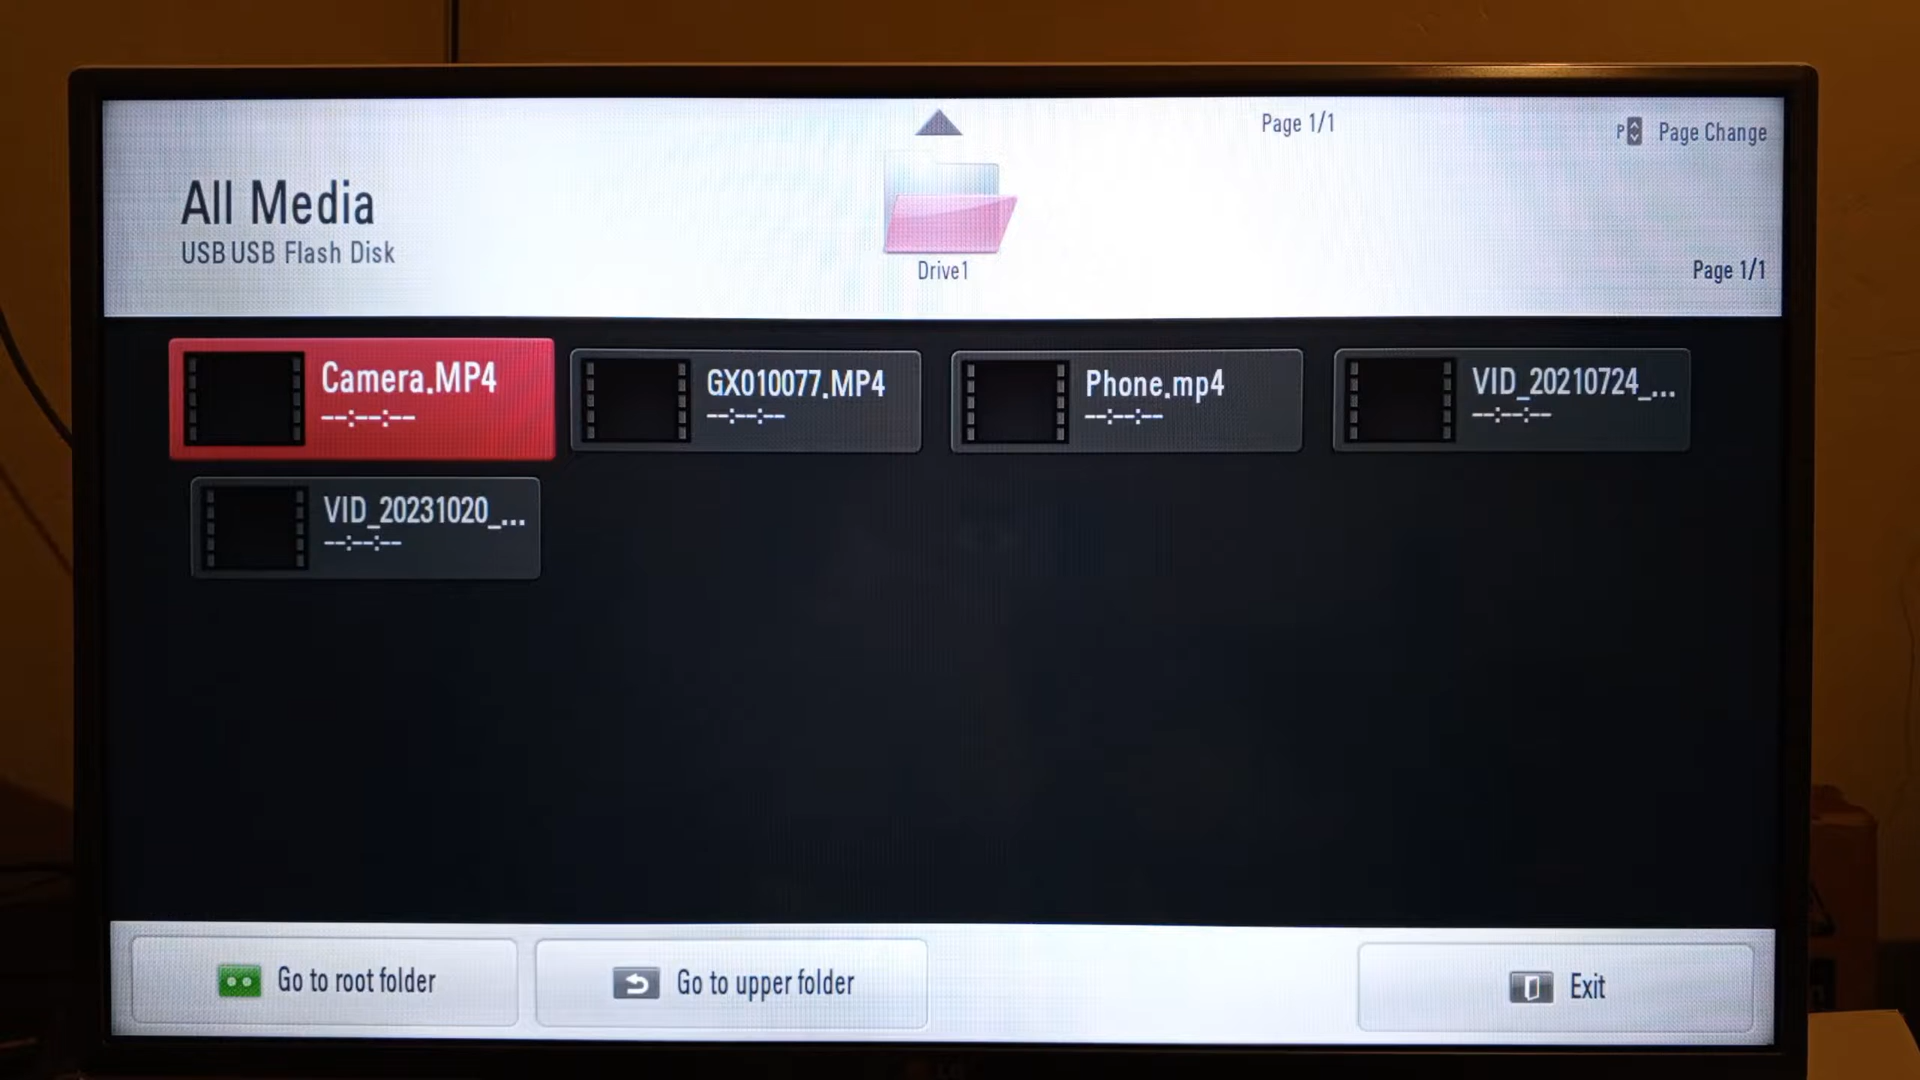 Page 1/1
P Page Change
All Media
USB USB Flash Disk
Drive1
Page 1/1
Camera.MP4
--:--:--
GX010077.MP4
--:--:--
Phone.mp4
--:--:--
VID_20210724_...
--:--:--
VID_20231020_...
--:--:--
Go to root folder
Go to upper folder
Exit